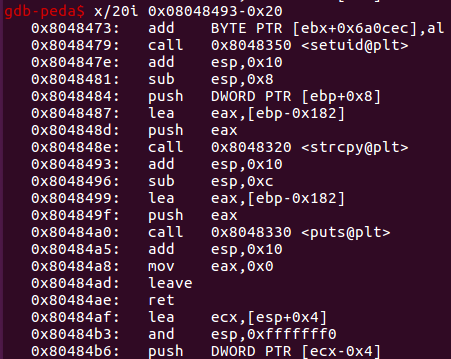 gdb-peda$ x/20i 0x08048493-0x20
0x8048473: add BYTE PTR [ebx+0x6a0cec],al
0x8048479: call 0x8048350 <setuid@plt>
0x804847e: add esp,0x10
0x8048481: sub esp,0x8
0x8048484: push DWORD PTR [ebp+0x8]
0x8048487: lea eax,[ebp-0x182]
0x804848d: push eax
0x804848e: call 0x8048320 <strcpy@plt>
0x8048493: add esp,0x10
0x8048496: sub esp,0xc
0x8048499: lea eax,[ebp-0x182]
0x804849f: push eax
0x80484a0: call 0x8048330 <puts@plt>
0x80484a5: add esp,0x10
0x80484a8: mov eax,0x0
0x80484ad: leave
0x80484ae: ret
0x80484af: lea ecx,[esp+0x4]
0x80484b3: and esp,0xfffffff0
0x80484b6: push DWORD PTR [ecx-0x4]